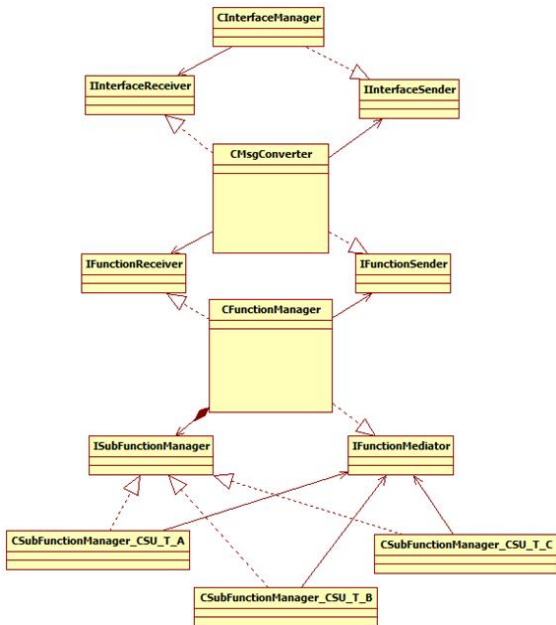 CInterfaceManager
IInterfaceReceiver
IInterfaceSender
CMsgConverter
IFunctionReceiver
IFunctionSender
CFunctionManager
ISubFunctionManager
IFunctionMediator
CSubFunctionManager_CSU_T_A
CSubFunctionManager_CSU_T_C
CSubFunctionManager_CSU_T_B